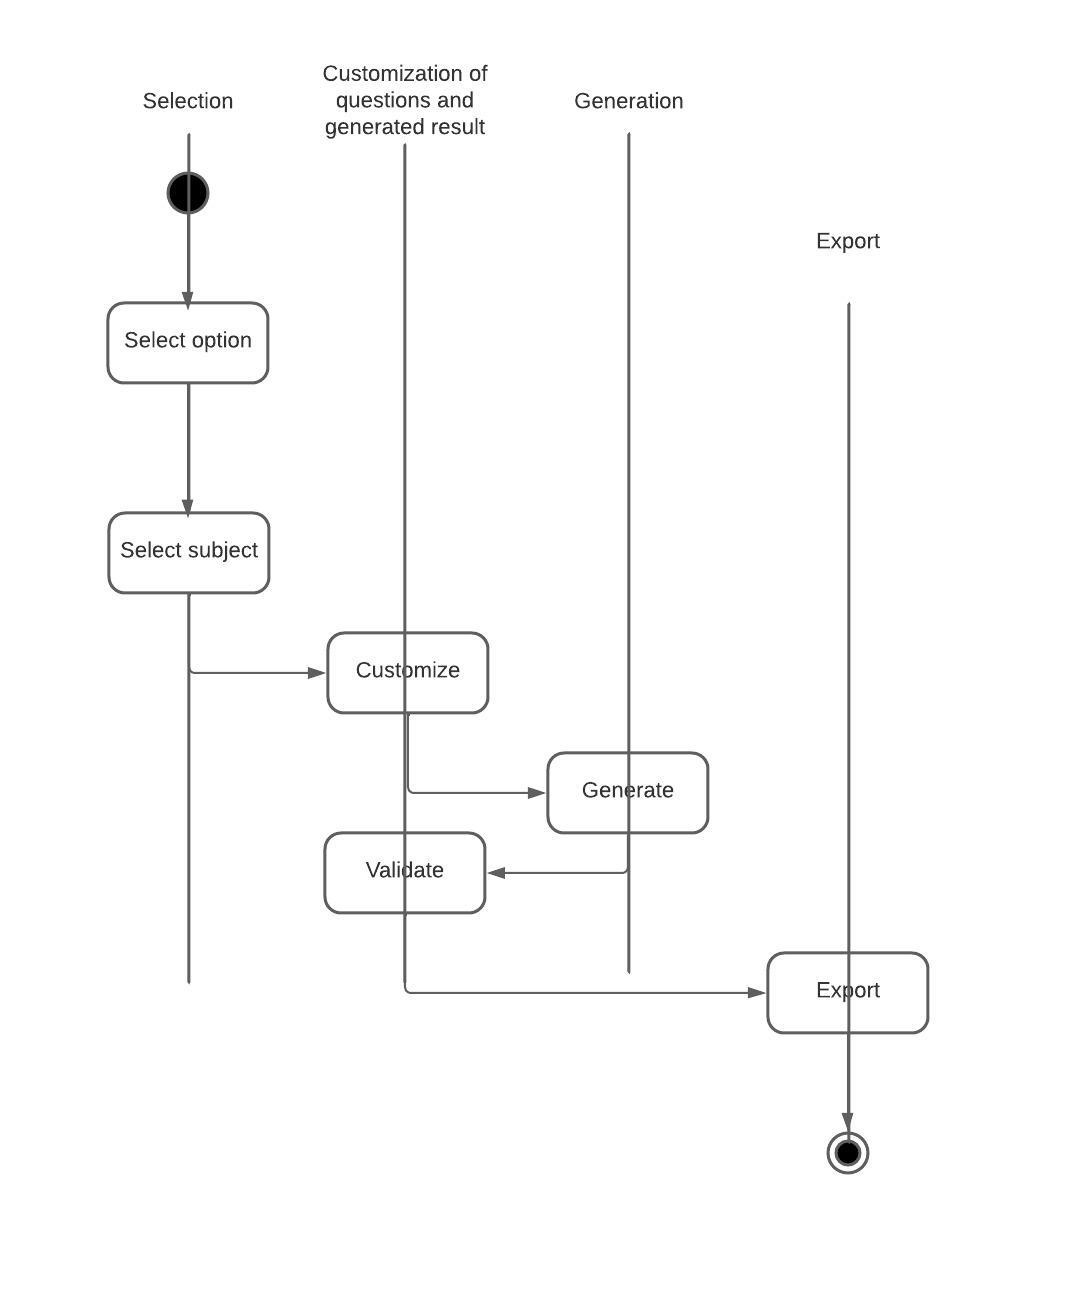 Selection
Customization of
questions and
generated result
Generation
Export
Select option
Select subject
Customize
Generate
Validate
Export